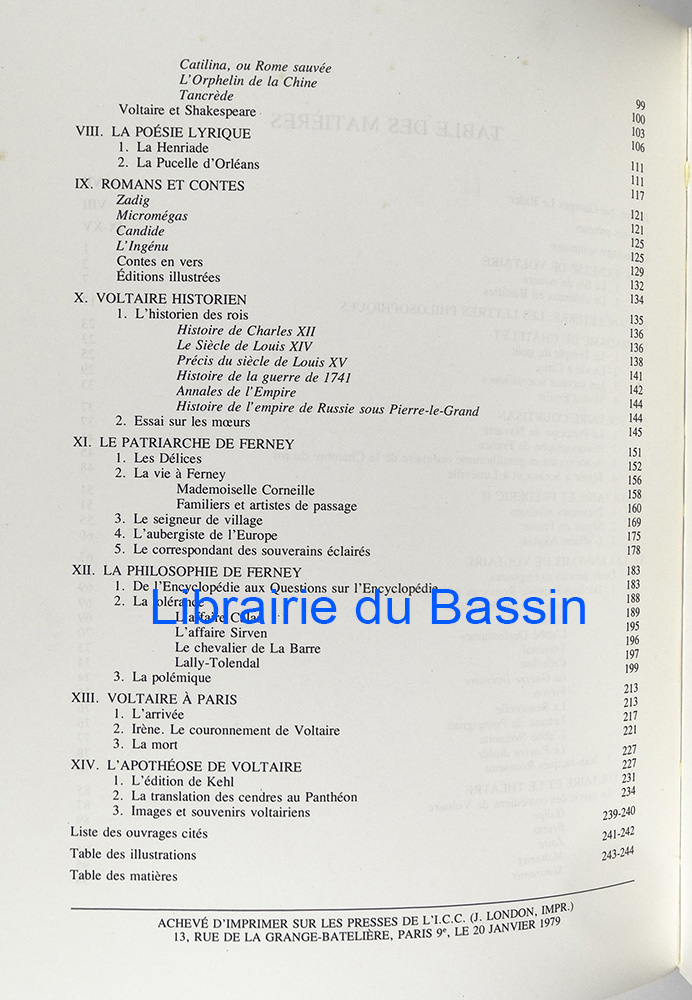 Catilina, ou Rome sauvée 99
L'Orphelin de la Chine 100
Tancrède 103
Voltaire et Shakespeare 106
VIII. LA POÉSIE LYRIQUE 111
1. La Henriade 111
2. La Pucelle d'Orléans 117
IX. ROMANS ET CONTES 121
Zadig 121
Micromégas 125
Candide 125
L'Ingénu 129
Contes en vers 132
Éditions illustrées 134
X. VOLTAIRE HISTORIEN 135
1. L'historien des rois 136
Histoire de Charles XII 136
Le Siècle de Louis XIV 138
Précis du siècle de Louis XV 141
Histoire de la guerre de 1741 142
Annales de l'Empire 144
Histoire de l'empire de Russie sous Pierre-le-Grand 144
2. Essai sur les mœurs 145
XI. LE PATRIARCHE DE FERNEY 151
1. Les Délices 152
2. La vie à Ferney 156
Mademoiselle Corneille 158
Familiers et artistes de passage 160
3. Le seigneur de village 169
4. L'aubergiste de l'Europe 175
5. Le correspondant des souverains éclairés 178
XII. LA PHILOSOPHIE DE FERNEY 183
1. De l'Encyclopédie aux Questions sur l'Encyclopédie 183
2. La tolérance 188
Librairie du Bassin
L'affaire Calas 189
L'affaire Sirven 195
Le chevalier de La Barre 196
Lally-Tolendal 197
3. La polémique 199
XIII. VOLTAIRE À PARIS 213
1. L'arrivée 213
2. Irène. Le couronnement de Voltaire 217
3. La mort 221
XIV. L'APOTHÉOSE DE VOLTAIRE 227
1. L'édition de Kehl 227
2. La translation des cendres au Panthéon 231
3. Images et souvenirs voltairiens 234
Liste des ouvrages cités 239-240
Table des illustrations 241-242
Table des matières 243-244
ACHEVÉ D'IMPRIMER SUR LES PRESSES DE L'I.C.C. (J. LONDON, IMPR.)
13, RUE DE LA GRANGE-BATELIÈRE, PARIS 9e, LE 20 JANVIER 1979